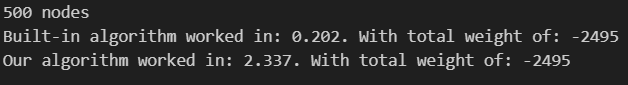 500 nodes
Built-in algorithm worked in: 0.202. With total weight of: -2495
Our algorithm worked in: 2.337. With total weight of: -2495